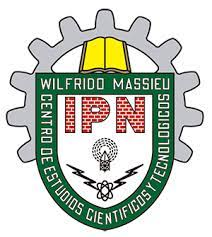 WILFRIDO MASSIEU
IPN
CENTRO DE ESTUDIOS CIENTIFICOS Y TECNOLOGICOS